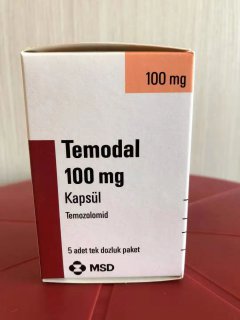 100 mg
Temodal
100 mg
Kapsül
Temozolomid
5 adet tek dozluk paket
MSD